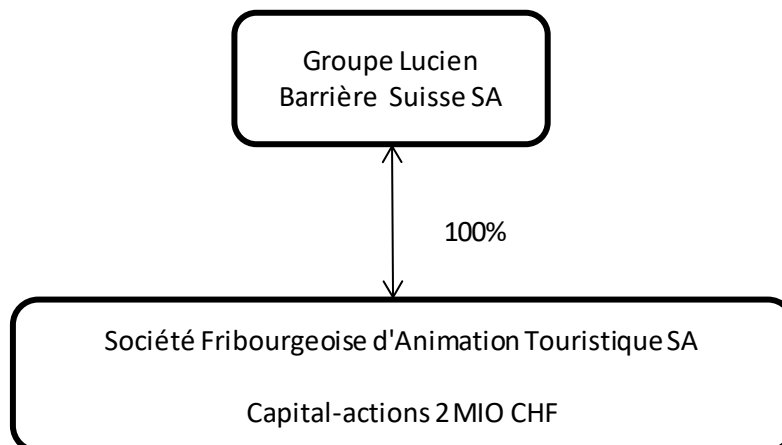 Groupe Lucien
Barrière Suisse SA
100%
Société Fribourgeoise d'Animation Touristique SA
Capital-actions 2 MIO CHF